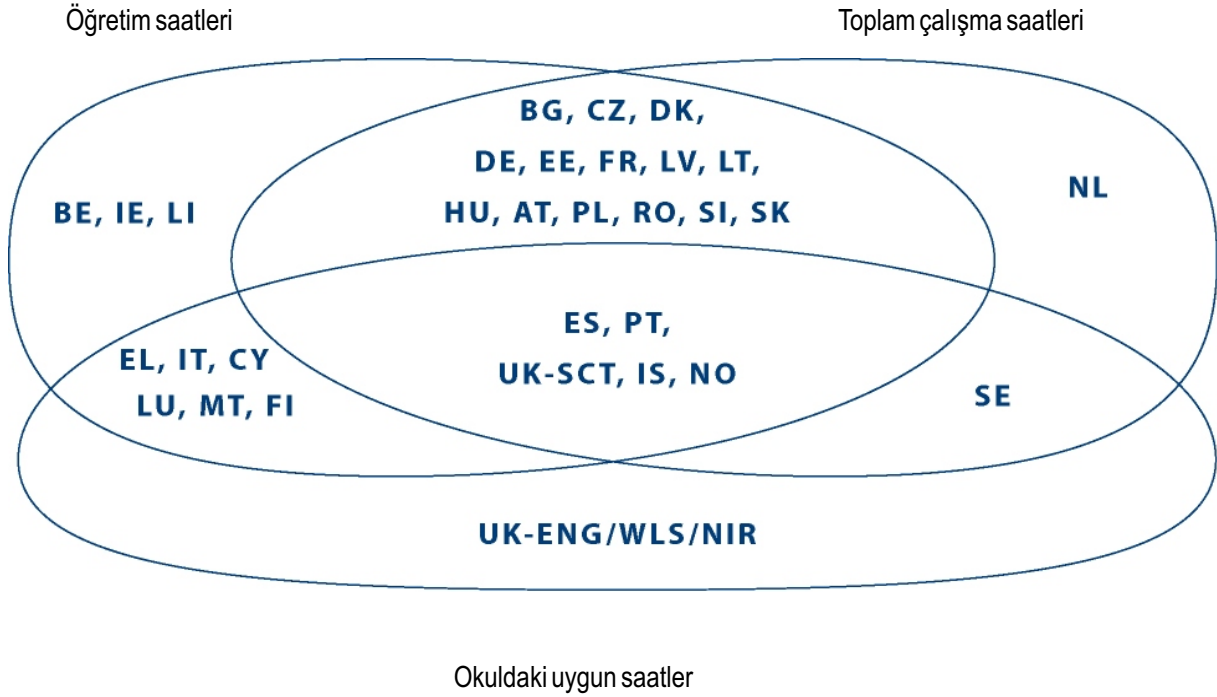 Öğretim saatleri
Toplam çalışma saatleri
BG, CZ, DK,
DE, EE, FR, LV, LT,
HU, AT, PL, RO, SI, SK
BE, IE, LI
NL
ES, PT,
UK-SCT, IS, NO
EL, IT, CY
LU, MT, FI
SE
UK-ENG/WLS/NIR
Okuldaki uygun saatler